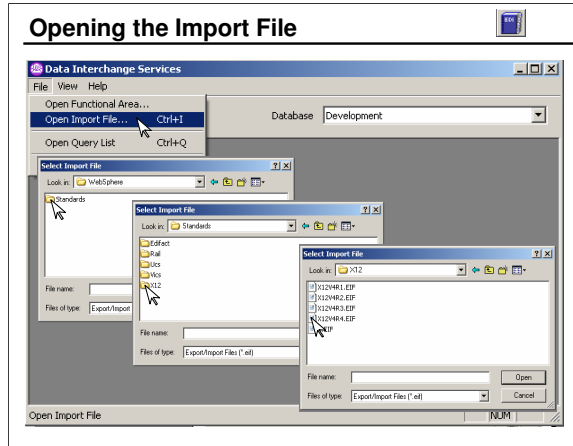 Opening the Import File
EDI
Data Interchange Services
File View Help
Open Functional Area...
Open Import File... Ctrl+I
Open Query List Ctrl+Q
Database Development
Select Import File
Look in: WebSphere
Standards
File name:
Files of type: Export/Import
Select Import File
Look in: Standards
Edifact
Rail
Ucs
Vics
X12
File name:
Files of type: Export/Import Files (*.eif)
Select Import File
Look in: X12
X12V4R1.EIF
X12V4R2.EIF
X12V4R3.EIF
X12V4R4.EIF
EIF
File name:
Open
Files of type: Export/Import Files (*.eif)
Cancel
Open Import File
NUM